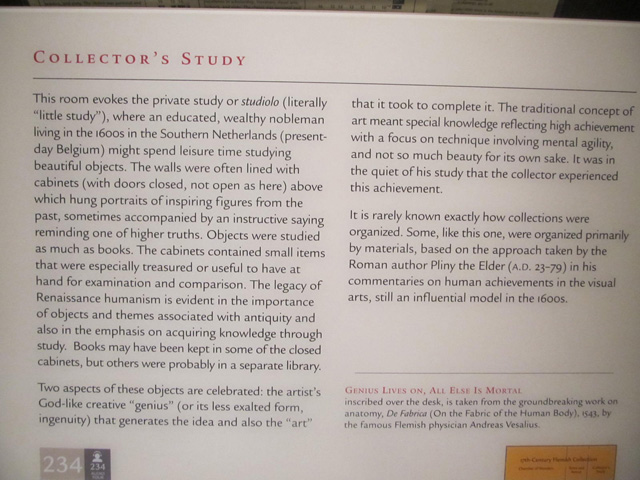 COLLECTOR'S STUDY
This room evokes the private study or studiolo (literally
"little study"), where an educated, wealthy nobleman
living in the 1600s in the Southern Netherlands (present-
day Belgium) might spend leisure time studying
beautiful objects. The walls were often lined with
cabinets (with doors closed, not open as here) above
which hung portraits of inspiring figures from the
past, sometimes accompanied by an instructive saying
reminding one of higher truths. Objects were studied
as much as books. The cabinets contained small items
that were especially treasured or useful to have at
hand for examination and comparison. The legacy of
Renaissance humanism is evident in the importance
of objects and themes associated with antiquity and
also in the emphasis on acquiring knowledge through
study. Books may have been kept in some of the closed
cabinets, but others were probably in a separate library.
Two aspects of these objects are celebrated: the artist's
God-like creative "genius" (or its less exalted form,
ingenuity) that generates the idea and also the "art"
that it took to complete it. The traditional concept of
art meant special knowledge reflecting high achievement
with a focus on technique involving mental agility,
and not so much beauty for its own sake. It was in
the quiet of his study that the collector experienced
this achievement.
It is rarely known exactly how collections were
organized. Some, like this one, were organized primarily
by materials, based on the approach taken by the
Roman author Pliny the Elder (A.D. 23–79) in his
commentaries on human achievements in the visual
arts, still an influential model in the 1600s.
GENIUS LIVES ON, ALL ELSE IS MORTAL
inscribed over the desk, is taken from the groundbreaking work on
anatomy, De Fabrica (On the Fabric of the Human Body), 1543, by
the famous Flemish physician Andreas Vesalius.
234
234
17th-Century Flemish Collection